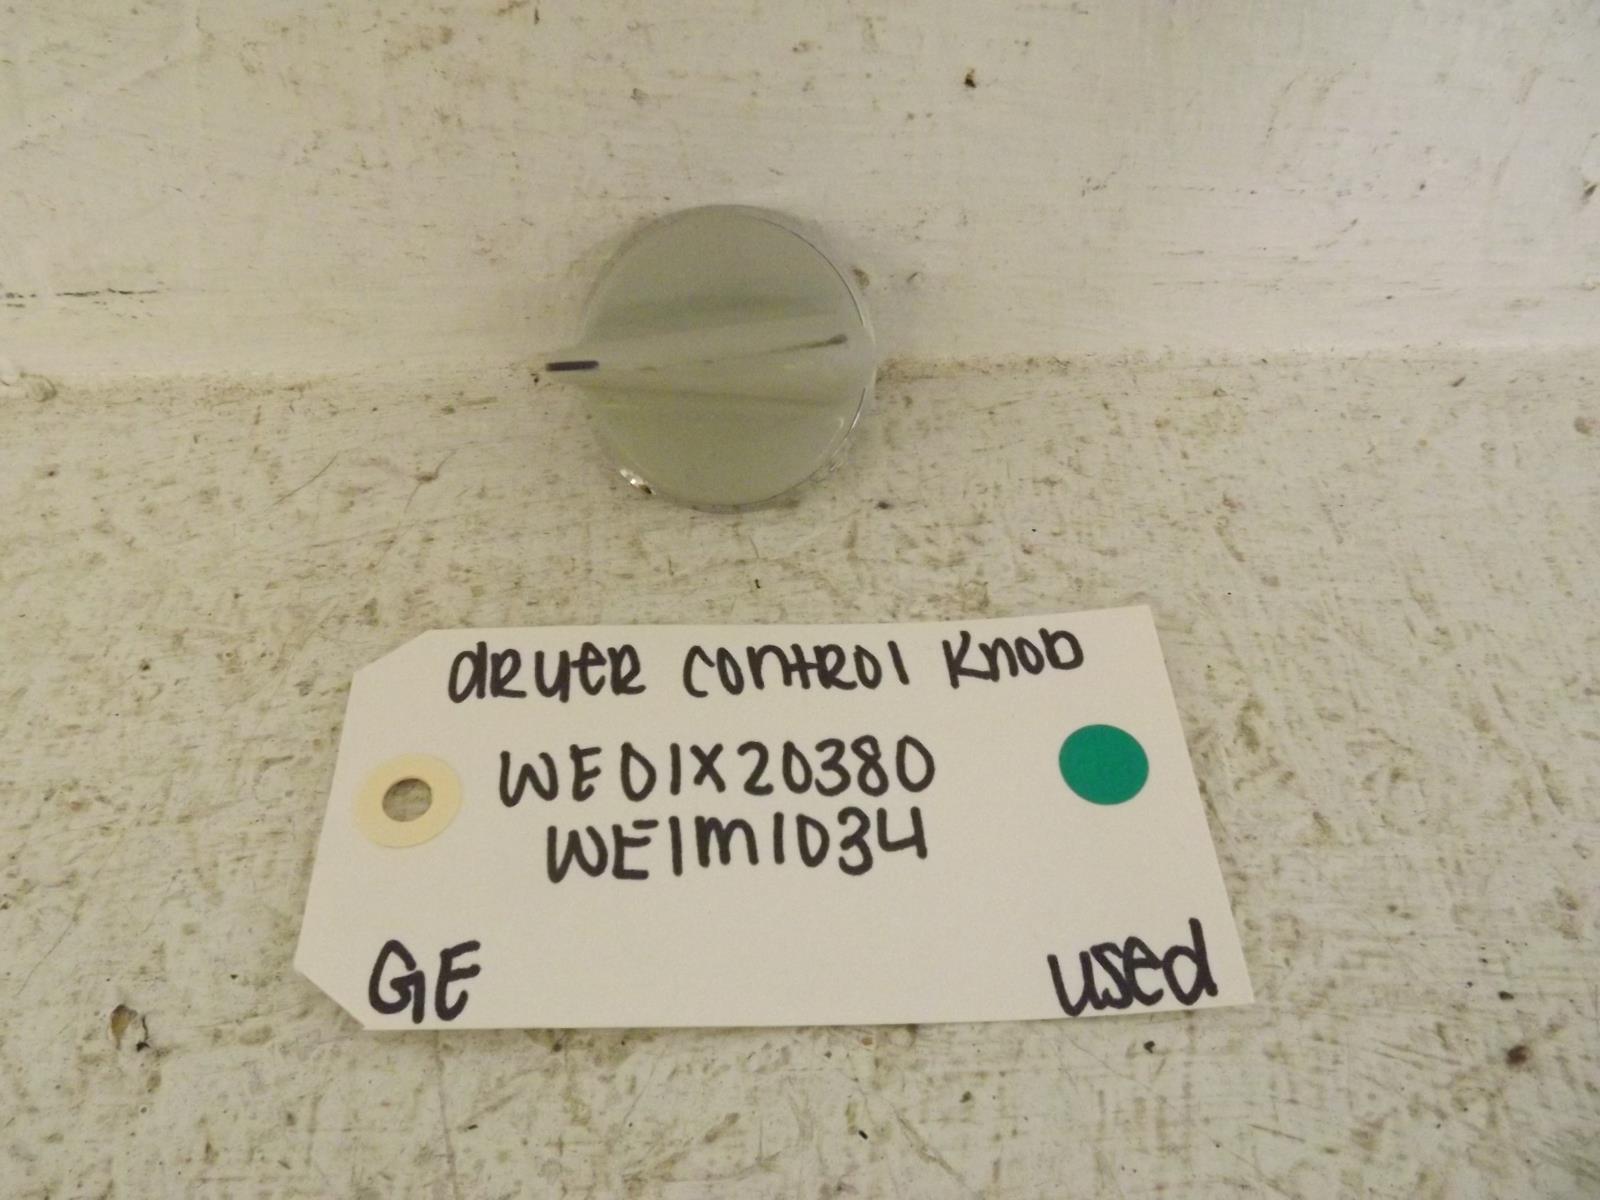 dRyeR contRol Knob
WE01X20380
WE1M1034
GE
used